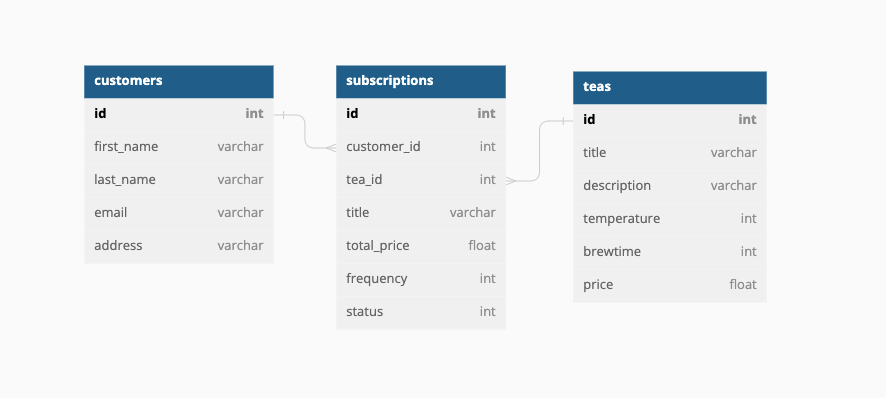 customers
id int
first_name varchar
last_name varchar
email varchar
address varchar
subscriptions
id int
customer_id int
tea_id int
title varchar
total_price float
frequency int
status int
teas
id int
title varchar
description varchar
temperature int
brewtime int
price float